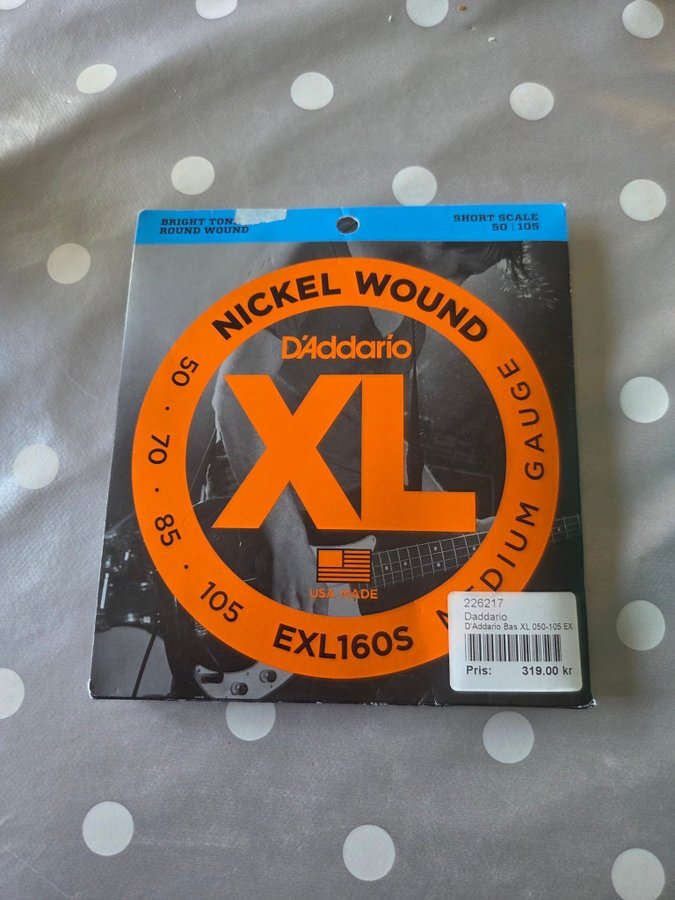 BRIGHT TONE
ROUND WOUND
SHORT SCALE
50 | 105
NICKEL WOUND
D'Addario
XL
50 · 70 · 85 · 105
MEDIUM GAUGE
USA MADE
EXL160S
226217
Daddario
D'Addario Bas XL 050-105 EX
Pris: 319.00 kr